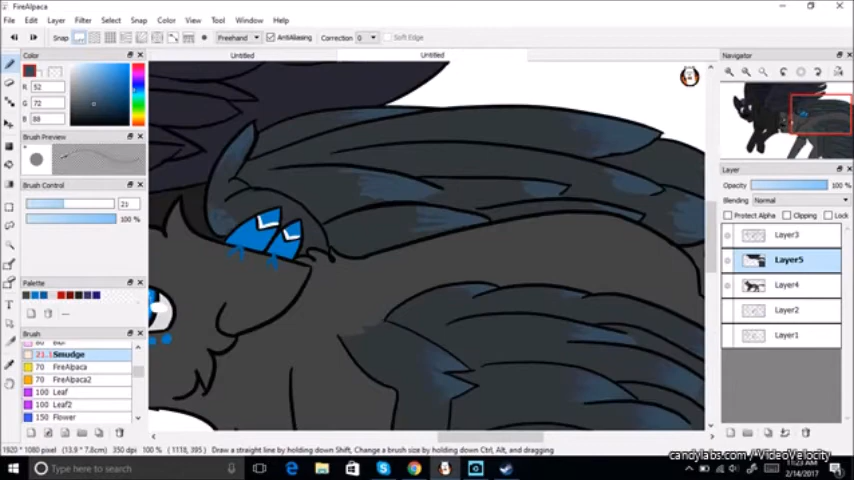 FireAlpaca
File Edit Layer Filter Select Snap Color View Tool Window Help
Snap Freehand AntiAliasing Correction 0 Soft Edge
Color
Untitled
Untitled
Navigator
R 52
G 72
B 88
Brush Preview
Brush Control
21
100 %
Layer
Opacity 100 %
Blending Normal
Protect Alpha Clipping Lock
Layer3
Layer5
Layer4
Layer2
Layer1
Palette
Brush
Smudge
70 FireAlpaca
70 FireAlpaca2
100 Leaf
100 Leaf2
150 Flower
1920 * 1080 pixel (13.9 * 7.8cm) 350 dpi 100 % ( 1118, 395 ) Draw a straight line by holding down Shift, Change a brush size by holding down Ctrl, Alt, and dragging
candylabs.com/VideoVelocity
Type here to search
2/14/2017